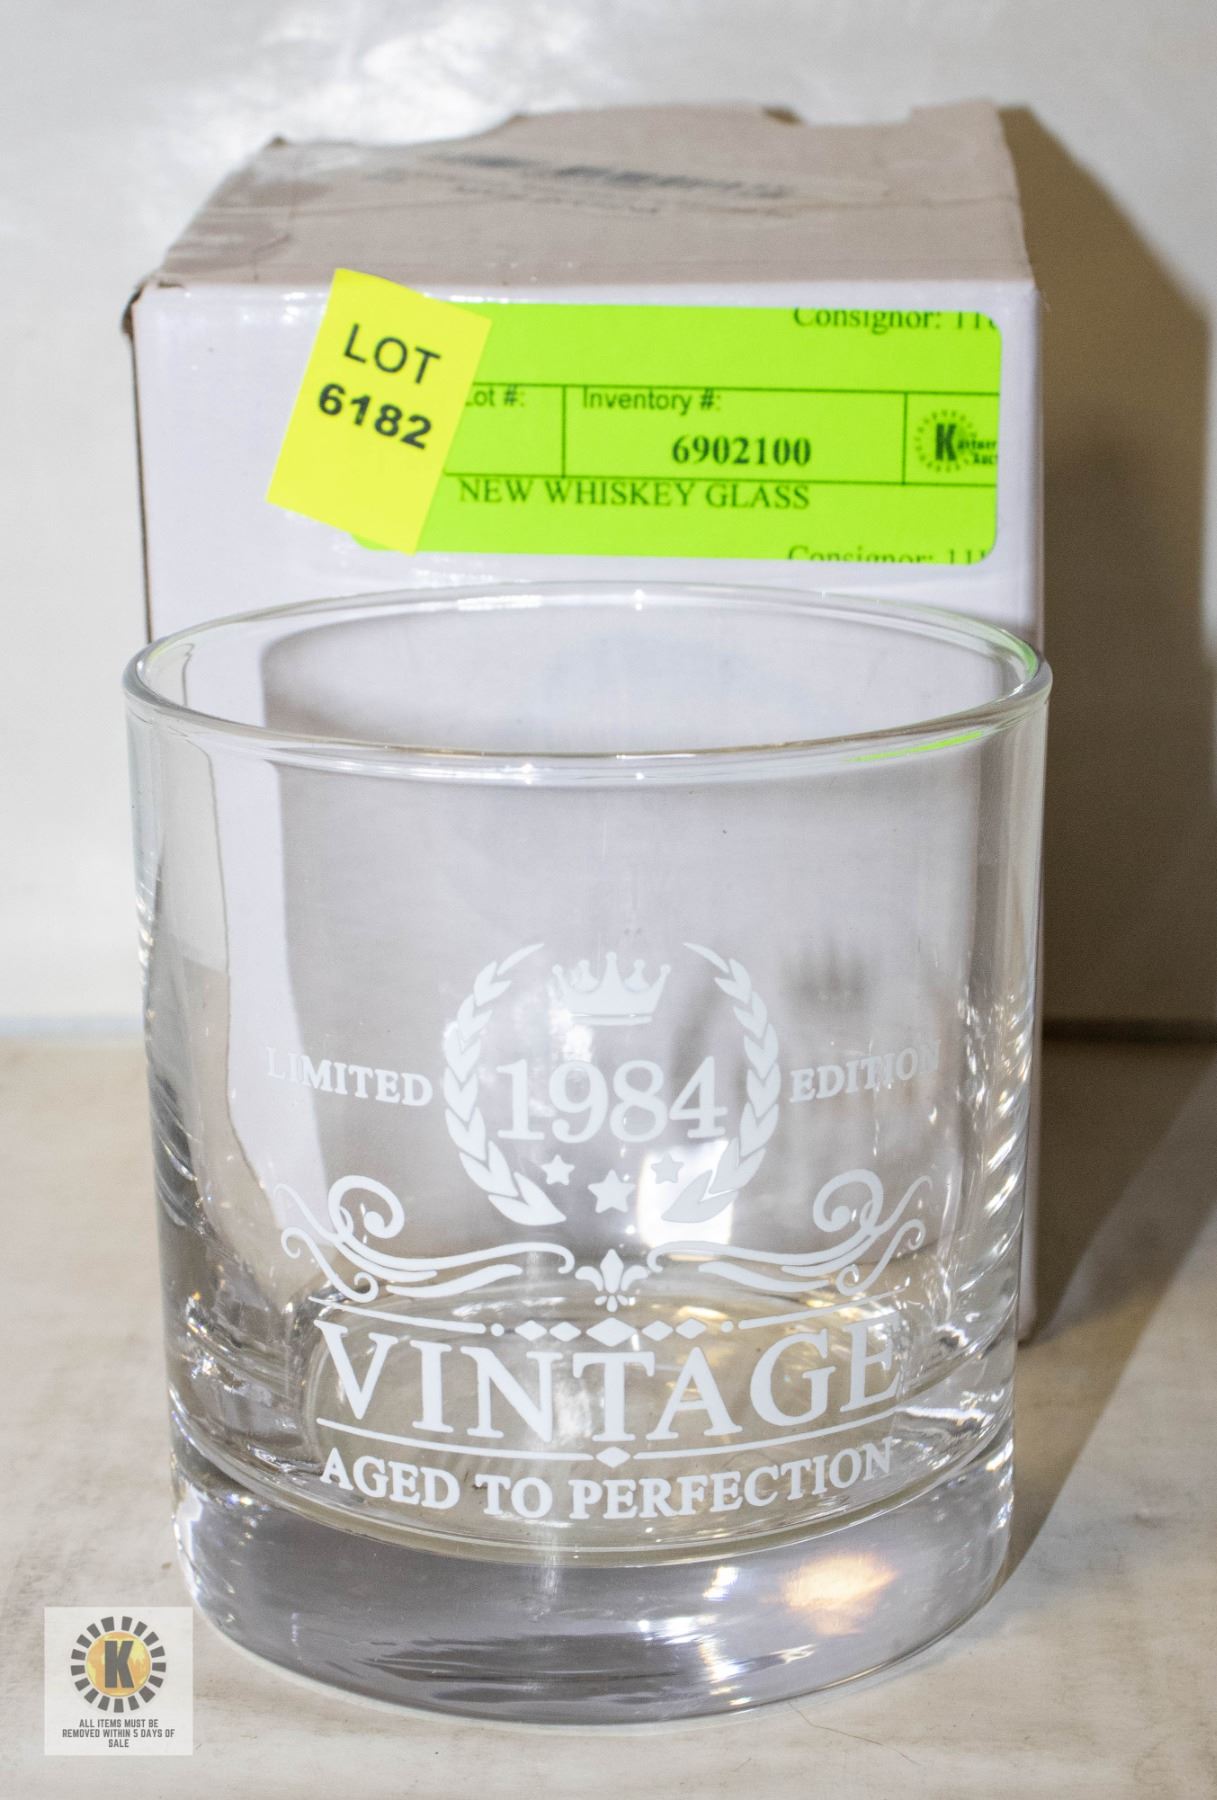 Consignor:
LOT
6182
Lot #:
Inventory #:
6902100
K
NEW WHISKEY GLASS
Consignor:
LIMITED 1984 EDITION
VINTAGE
AGED TO PERFECTION
K
ALL ITEMS MUST BE
REMOVED WITHIN 5 DAYS OF
SALE